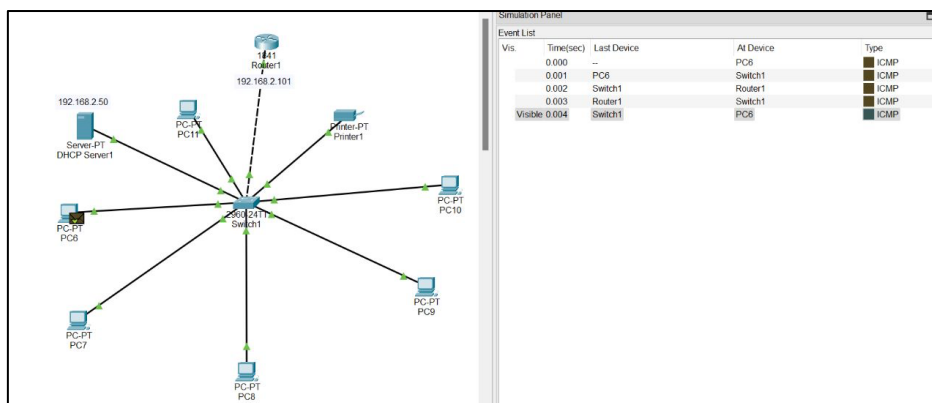 Simulation Panel
Event List
Vis. Time(sec) Last Device At Device Type
0.000 -- PC6 ICMP
0.001 PC6 Switch1 ICMP
0.002 Switch1 Router1 ICMP
0.003 Router1 Switch1 ICMP
Visible 0.004 Switch1 PC6 ICMP
1841
Router1
192.168.2.101
192.168.2.50
PC-PT
PC11
Printer-PT
Printer1
Server-PT
DHCP Server1
PC-PT
PC10
2960-24TT
Switch1
PC-PT
PC6
PC-PT
PC9
PC-PT
PC7
PC-PT
PC8